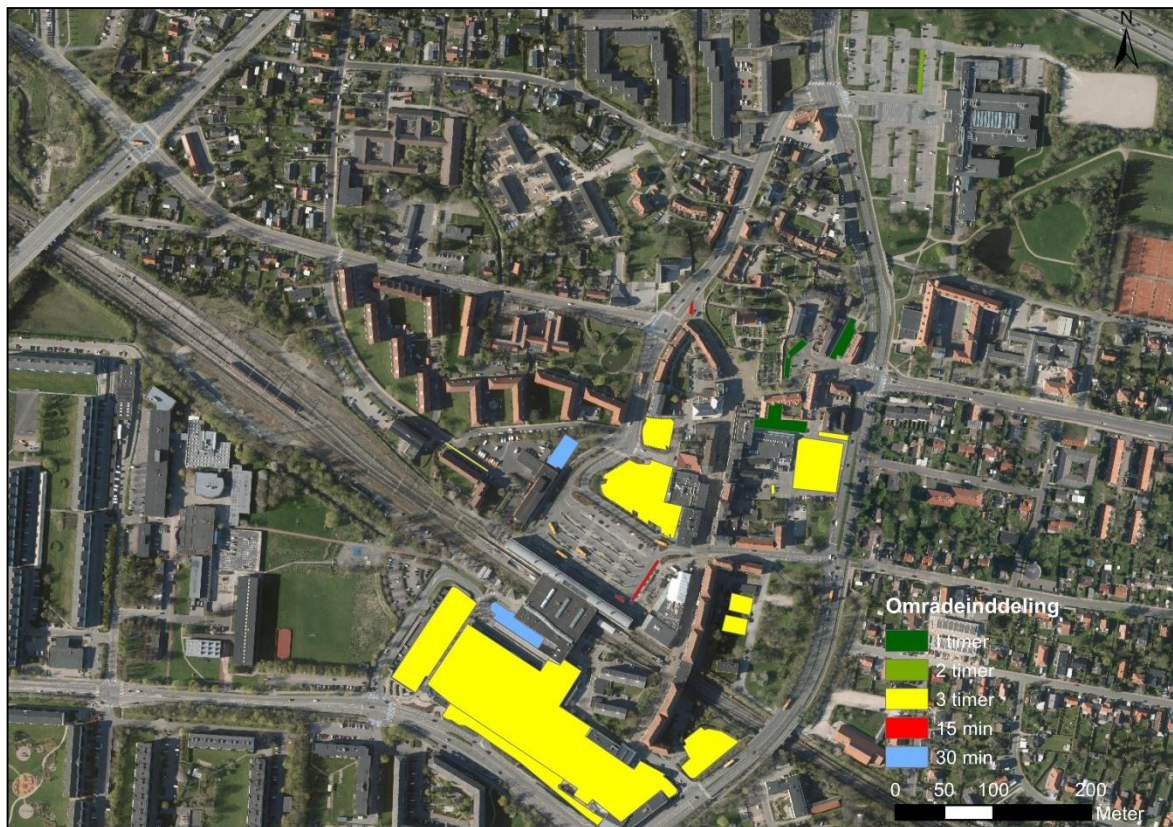 N
Områdeinddeling
1 timer
2 timer
3 timer
15 min
30 min
0 50 100 200
Meter